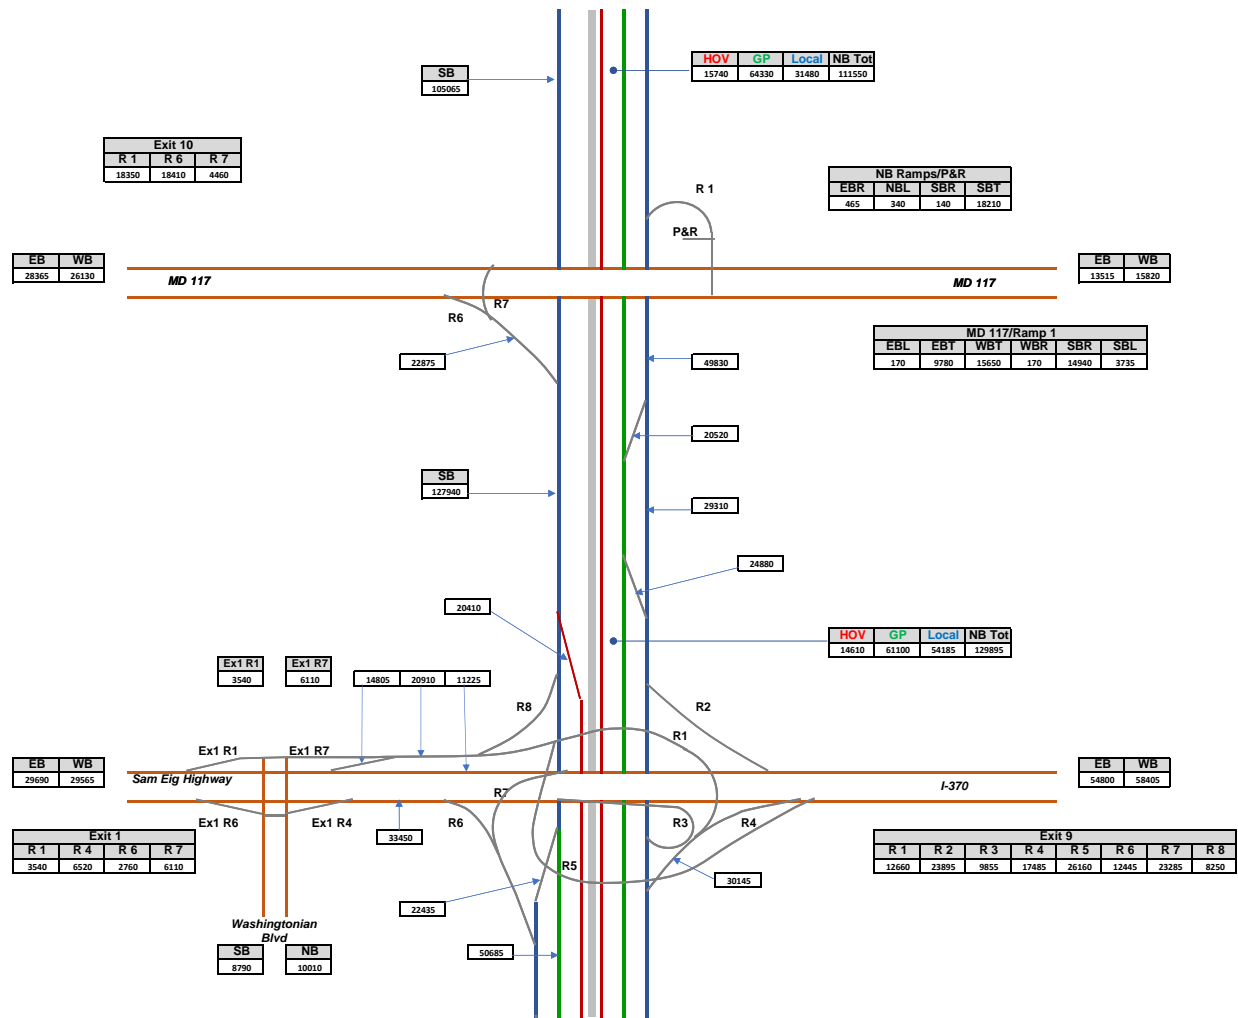 SB
105065
HOV GP Local NB Tot
15740 64330 31480 111550
Exit 10
R 1 R 6 R 7
18350 18410 4460
NB Ramps/P&R
EBR NBL SBR SBT
465 340 140 18210
R 1
P&R
EB WB
28365 26130
MD 117
MD 117
EB WB
13515 15820
R7
R6
22875
49830
MD 117/Ramp 1
EBL EBT WBT WBR SBR SBL
170 9780 15650 170 14940 3735
20520
SB
127940
29310
24880
20410
HOV GP Local NB Tot
14610 61100 54185 129895
Ex1 R1
3540
Ex1 R7
6110
14805 20910 11225
R8
R2
R1
Ex1 R1
Ex1 R7
EB WB
29690 29565
Sam Eig Highway
I-370
EB WB
54800 58405
R7
Ex1 R6
Ex1 R4
R6
R3
R4
33450
Exit 1
R 1 R 4 R 6 R 7
3540 6520 2760 6110
Exit 9
R 1 R 2 R 3 R 4 R 5 R 6 R 7 R 8
12660 23895 9855 17485 26160 12445 23285 8250
R5
30145
22435
Washingtonian
Blvd
SB
8790
NB
10010
50685